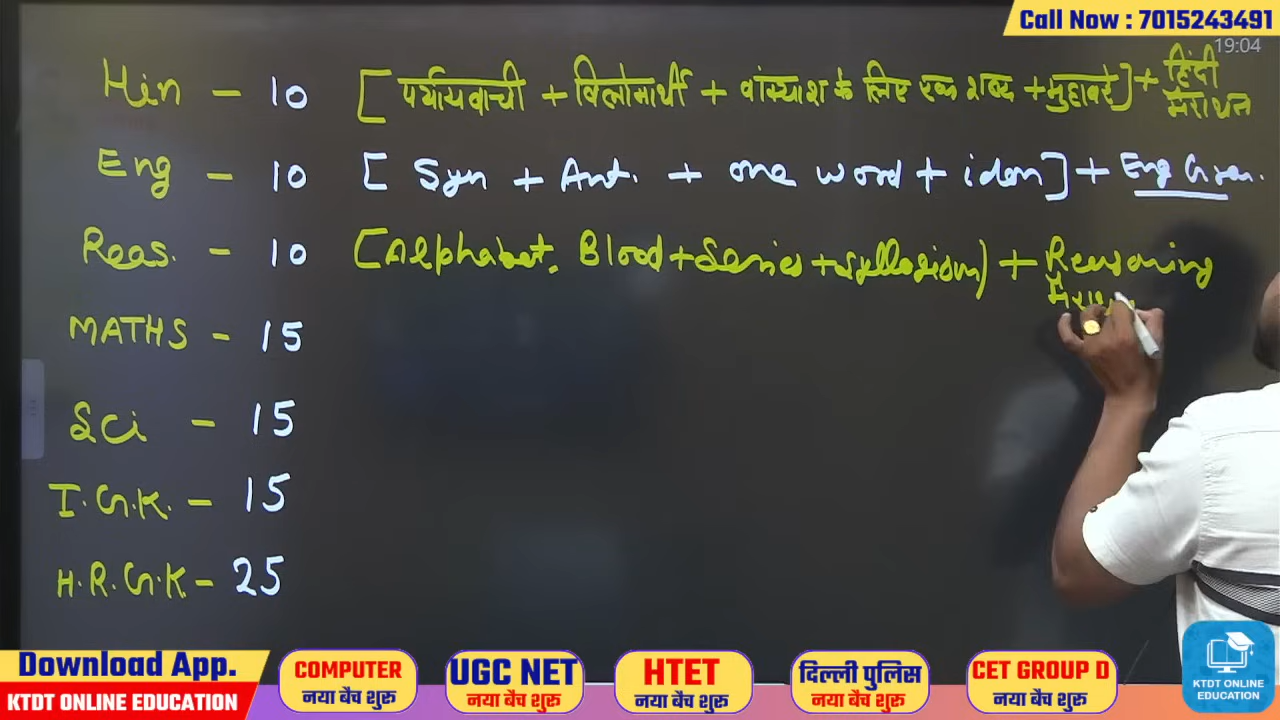 Call Now : 7015243491
19:04
Hin - 10 [पर्यायवाची + विलोमार्थी + वांक्याश के लिए एक शब्द + मुहावरे] + हिंदी मैराथन
Eng - 10 [ Syn + Ant. + one word + idom] + Eng
Reas. - 10 [Alphabet. Blood + Series + Syllogism) + Reasoning
MATHS - 15
Sci - 15
I.G.K. - 15
H.R.G.K - 25
Download App.
KTDT ONLINE EDUCATION
COMPUTER
नया बैच शुरू
UGC NET
नया बैच शुरू
HTET
नया बैच शुरू
दिल्ली पुलिस
नया बैच शुरू
CET GROUP D
नया बैच शुरू
KTDT ONLINE
EDUCATION